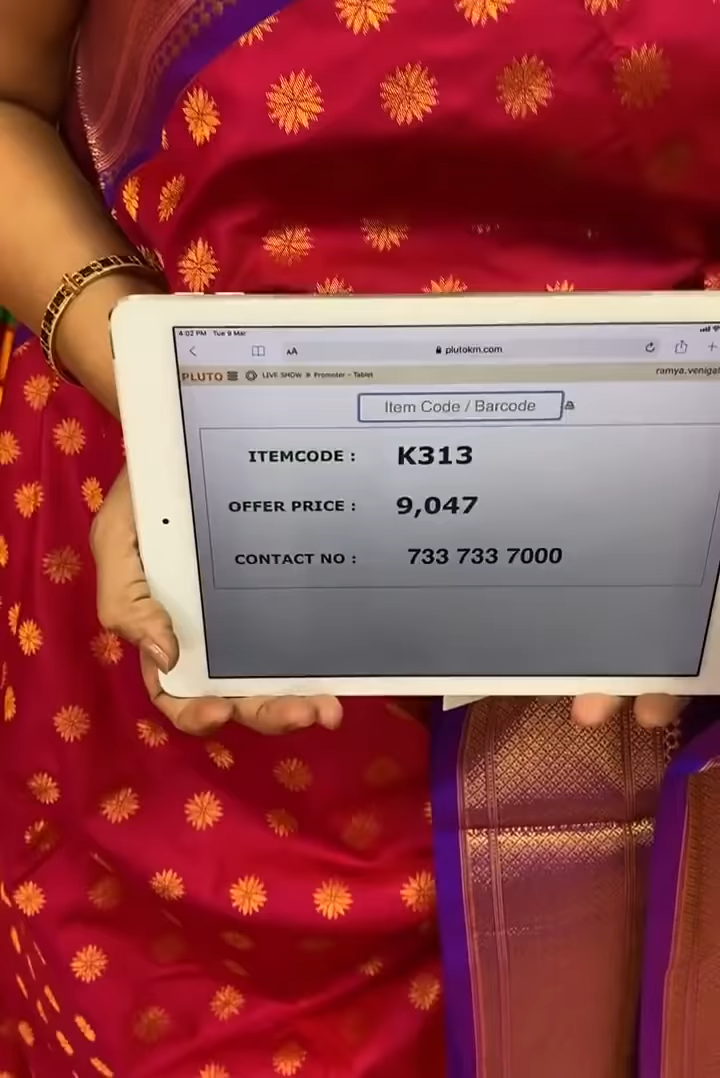 4:02 PM Tue 9 Mar
AA plutokm.com
PLUTO LIVE SHOW » Promoter - Tablet ramya.veniga
Item Code / Barcode
ITEMCODE : K313
OFFER PRICE : 9,047
CONTACT NO : 733 733 7000